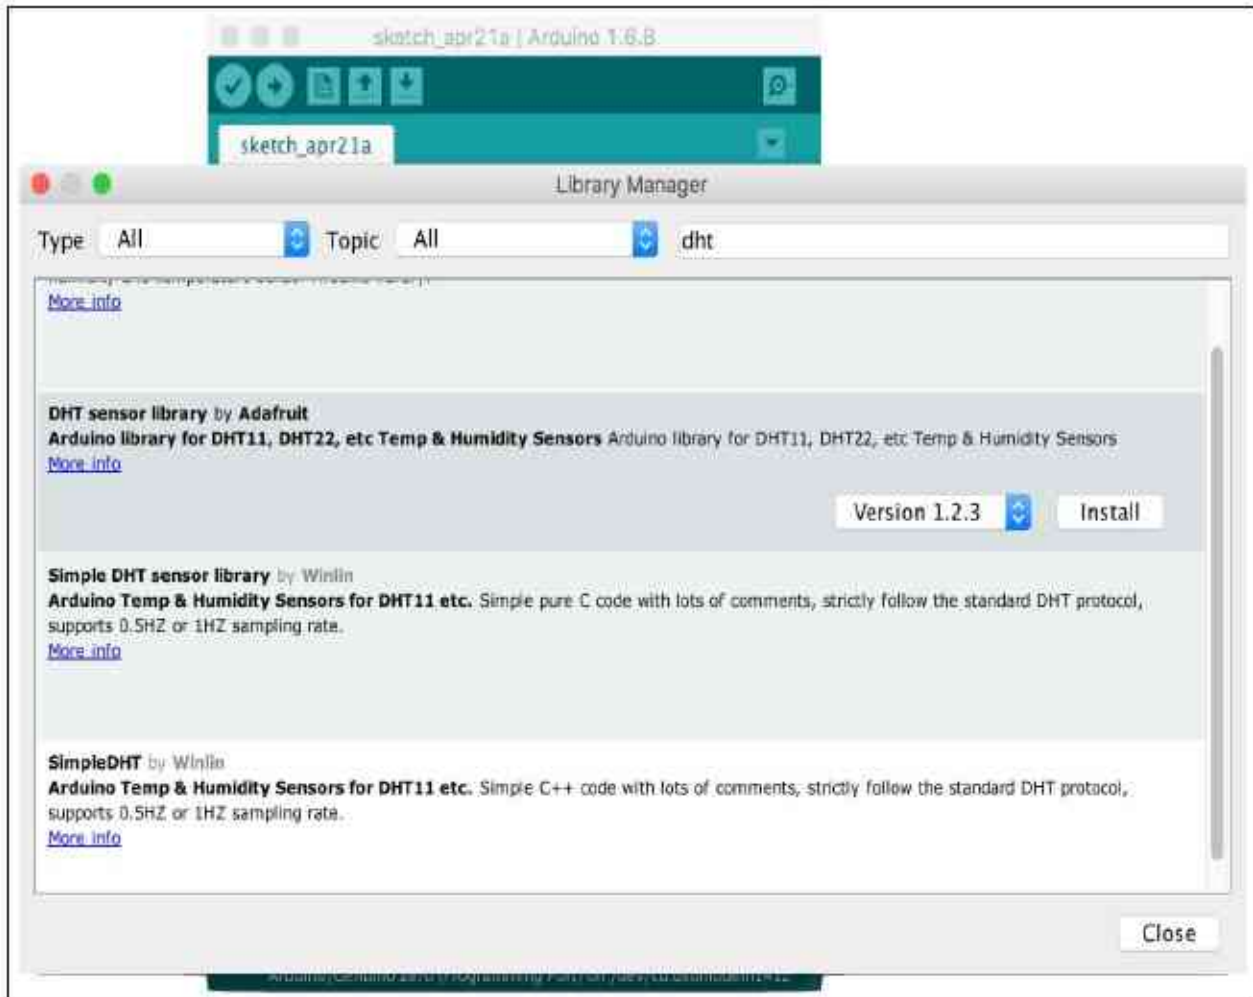 sketch_apr21a | Arduino 1.6.8
sketch_apr21a
Library Manager
Type All Topic All dht
More info
DHT sensor library by Adafruit
Arduino library for DHT11, DHT22, etc Temp & Humidity Sensors Arduino library for DHT11, DHT22, etc Temp & Humidity Sensors
More info
Version 1.2.3 Install
Simple DHT sensor library by Winlin
Arduino Temp & Humidity Sensors for DHT11 etc. Simple pure C code with lots of comments, strictly follow the standard DHT protocol,
supports 0.5HZ or 1HZ sampling rate.
More info
SimpleDHT by Winlin
Arduino Temp & Humidity Sensors for DHT11 etc. Simple C++ code with lots of comments, strictly follow the standard DHT protocol,
supports 0.5HZ or 1HZ sampling rate.
More info
Close